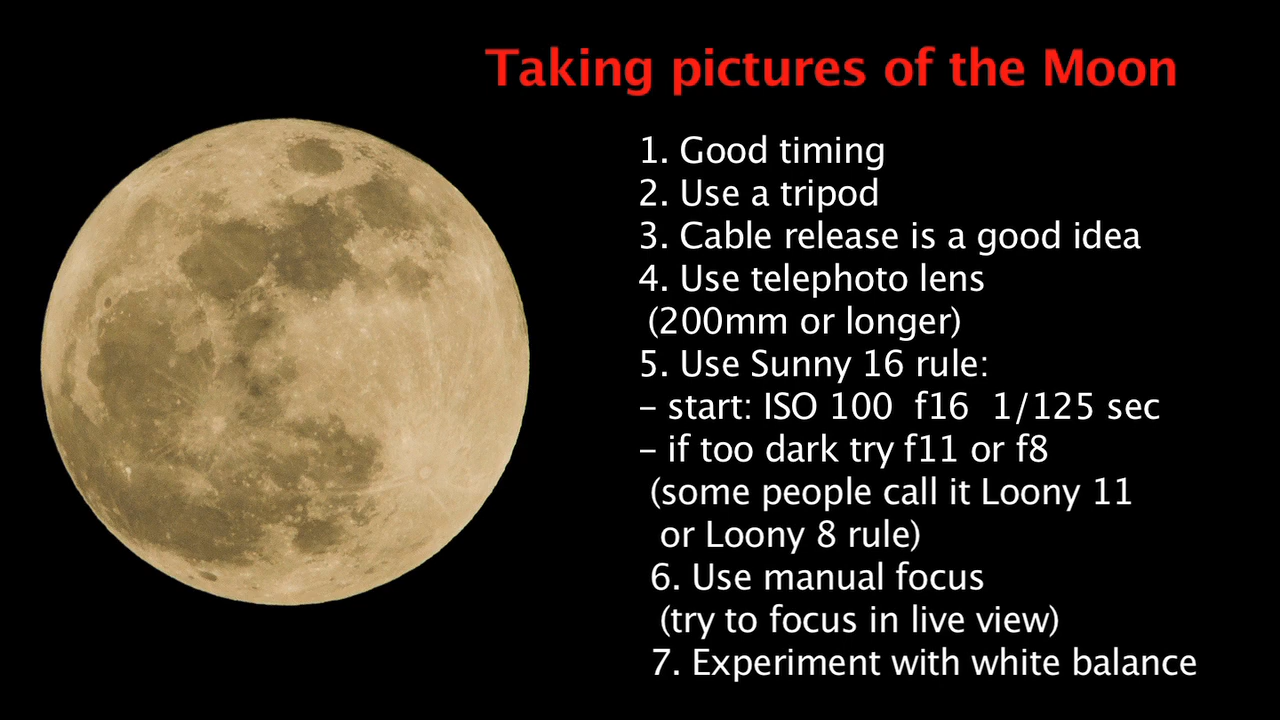 Taking pictures of the Moon
1. Good timing
2. Use a tripod
3. Cable release is a good idea
4. Use telephoto lens
(200mm or longer)
5. Use Sunny 16 rule:
– start: ISO 100  f16  1/125 sec
– if too dark try f11 or f8
(some people call it Loony 11
or Loony 8 rule)
6. Use manual focus
(try to focus in live view)
7. Experiment with white balance